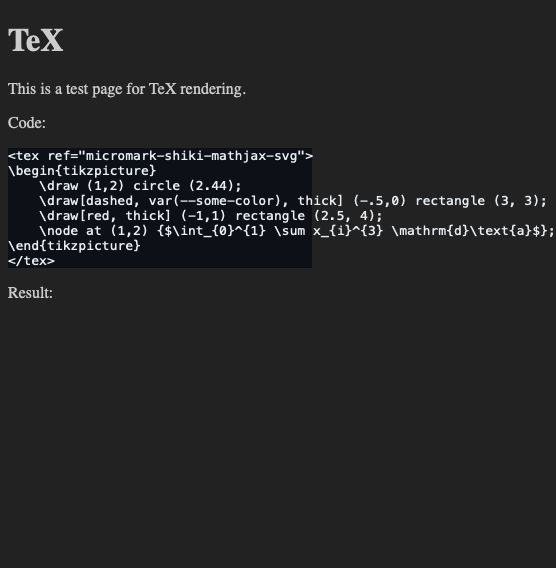 TeX
This is a test page for TeX rendering.
Code:
<tex ref="micromark-shiki-mathjax-svg">
\begin{tikzpicture}
    \draw (1,2) circle (2.44);
    \draw[dashed, var(--some-color), thick] (-.5,0) rectangle (3, 3);
    \draw[red, thick] (-1,1) rectangle (2.5, 4);
    \node at (1,2) {$\int_{0}^{1} \sum x_{i}^{3} \mathrm{d}\text{a}$};
\end{tikzpicture}
</tex>
Result: